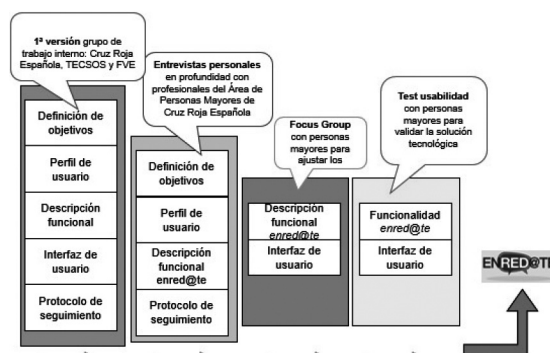 1ª versión grupo de
trabajo interno: Cruz Roja
Española, TECSOS y FVE
Definición de
objetivos
Perfil de
usuario
Descripción
funcional
Interfaz de
usuario
Protocolo de
seguimiento
Entrevistas personales
en profundidad con
profesionales del Área de
Personas Mayores de
Cruz Roja Española
Definición de
objetivos
Perfil de
usuario
Descripción
funcional
enred@te
Protocolo de
seguimiento
Focus Group
con personas
mayores para
ajustar los
Descripción
funcional
enred@te
Interfaz de
usuario
Test usabilidad
con personas
mayores para
validar la solución
tecnológica
Funcionalidad
enred@te
Interfaz de
usuario
ENRED@TE